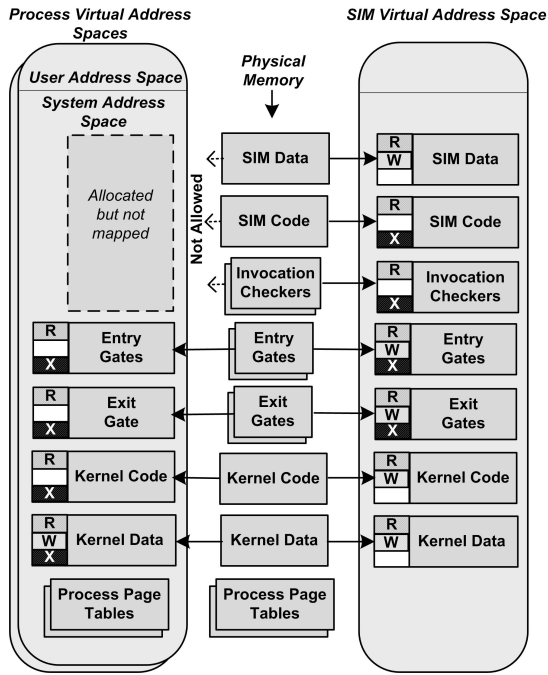 Process Virtual Address
Spaces
SIM Virtual Address Space
User Address Space
System Address
Space
Physical
Memory
Allocated
but not
mapped
Not Allowed
SIM Data
R
W
SIM Data
SIM Code
R
X
SIM Code
Invocation
Checkers
R
X
Invocation
Checkers
R
X
Entry
Gates
Entry
Gates
R
W
X
Entry
Gates
R
X
Exit
Gate
Exit
Gates
R
W
X
Exit
Gates
R
X
Kernel Code
Kernel Code
R
W
Kernel Code
R
W
X
Kernel Data
Kernel Data
R
W
Kernel Data
Process Page
Tables
Process Page
Tables